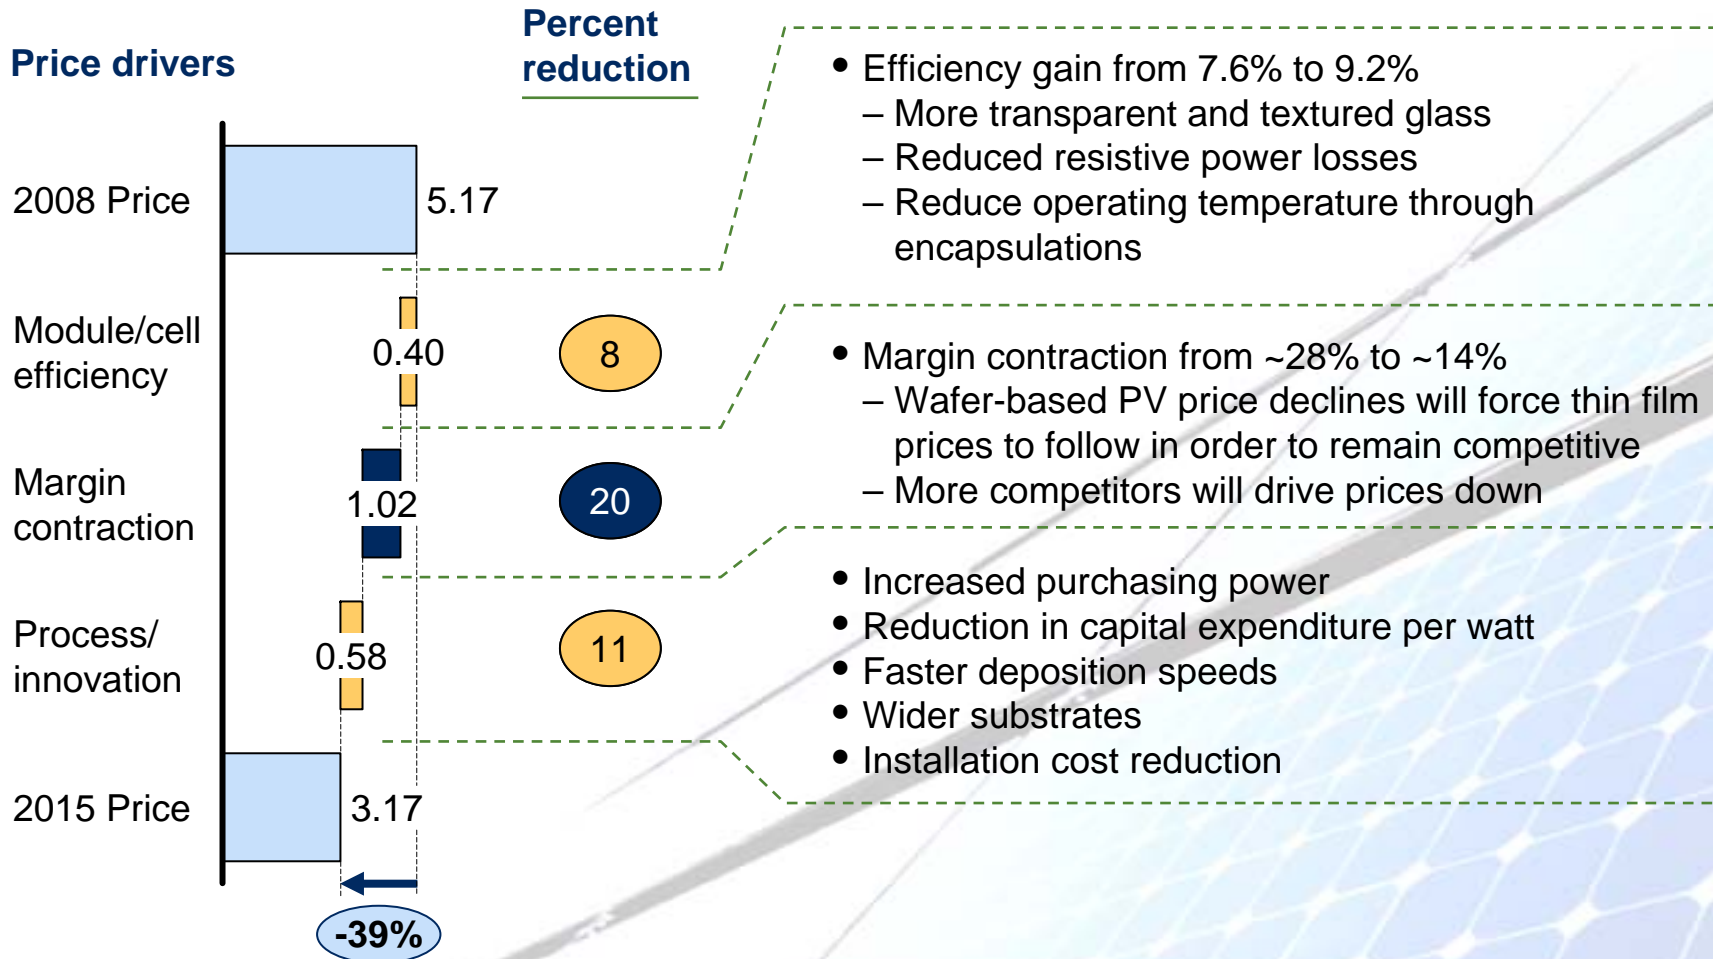 Price drivers
Percent
reduction
2008 Price
5.17
Module/cell
efficiency
0.40
8
Margin
contraction
1.02
20
Process/
innovation
0.58
11
2015 Price
3.17
-39%
• Efficiency gain from 7.6% to 9.2%
– More transparent and textured glass
– Reduced resistive power losses
– Reduce operating temperature through
encapsulations
• Margin contraction from ~28% to ~14%
– Wafer-based PV price declines will force thin film
prices to follow in order to remain competitive
– More competitors will drive prices down
• Increased purchasing power
• Reduction in capital expenditure per watt
• Faster deposition speeds
• Wider substrates
• Installation cost reduction